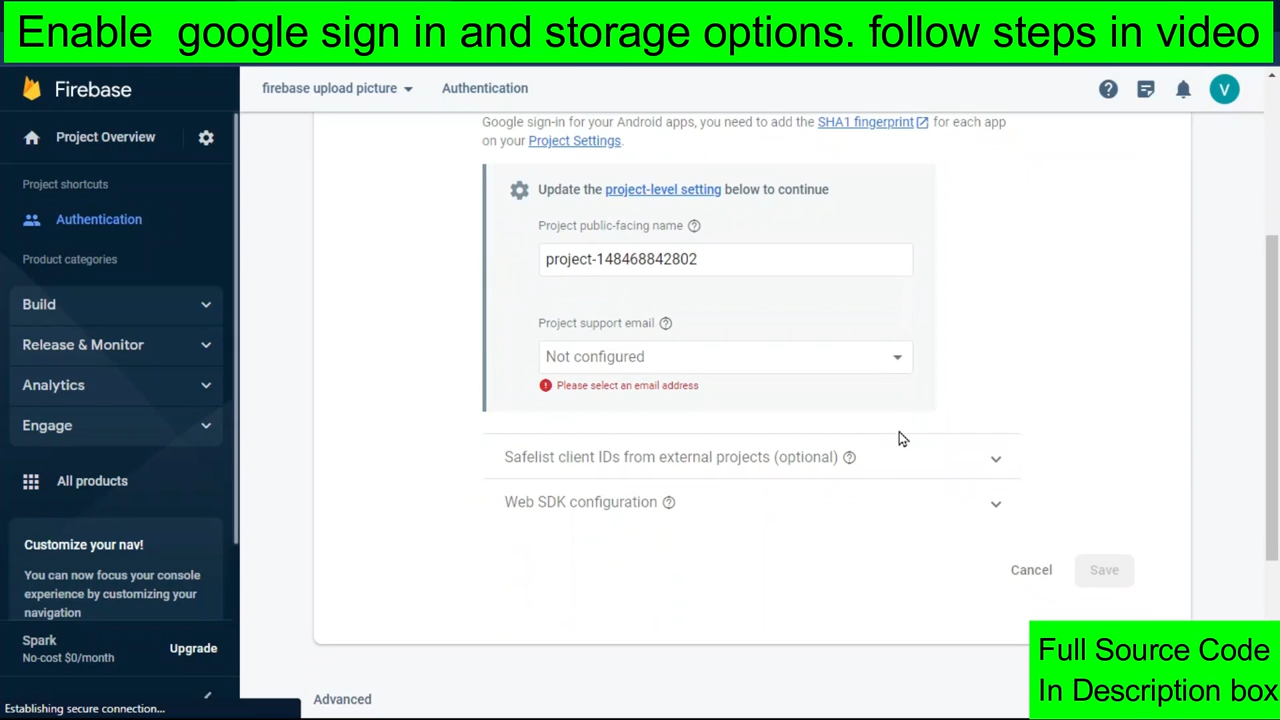 Enable google sign in and storage options. follow steps in video
Firebase
firebase upload picture
Authentication
V
Project Overview
Google sign-in for your Android apps, you need to add the SHA1 fingerprint for each app
on your Project Settings.
Project shortcuts
Authentication
Product categories
Build
Release & Monitor
Analytics
Engage
All products
Customize your nav!
You can now focus your console
experience by customizing your
navigation
Spark
No-cost $0/month
Upgrade
Establishing secure connection...
Update the project-level setting below to continue
Project public-facing name
project-148468842802
Project support email
Not configured
Please select an email address
Safelist client IDs from external projects (optional)
Web SDK configuration
Cancel
Save
Advanced
Full Source Code
In Description box